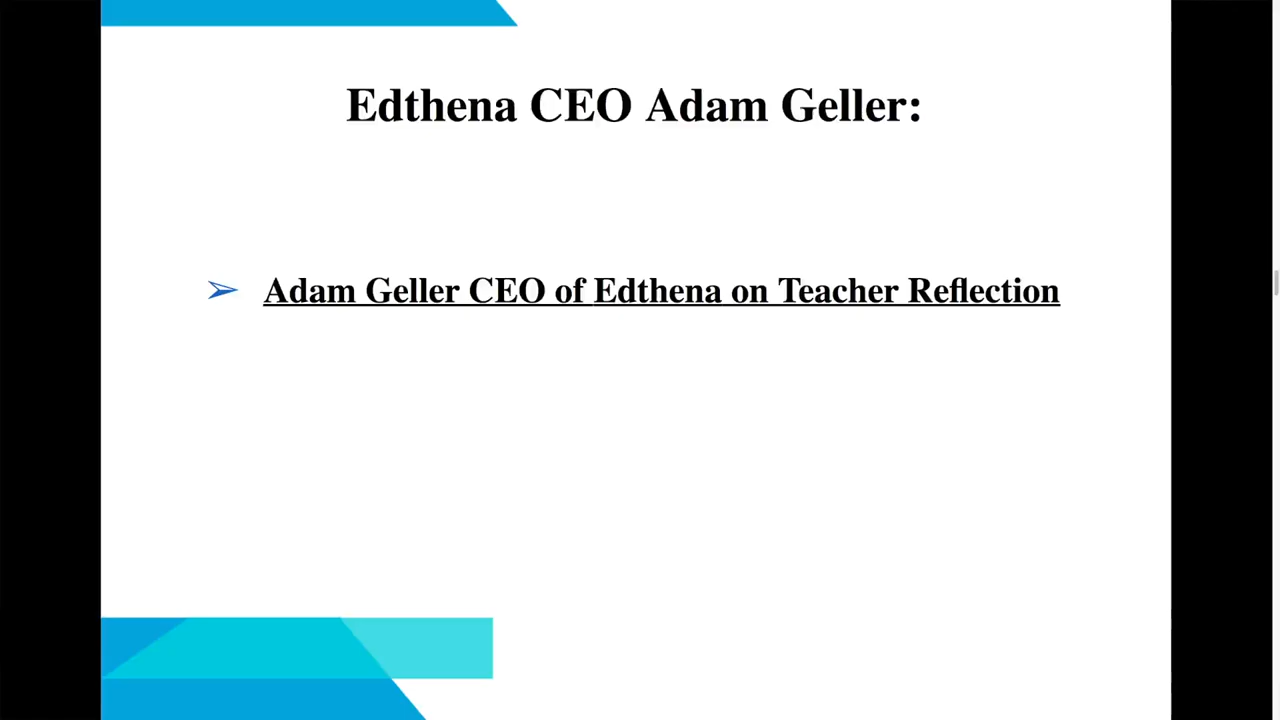 Edthena CEO Adam Geller:
Adam Geller CEO of Edthena on Teacher Reflection